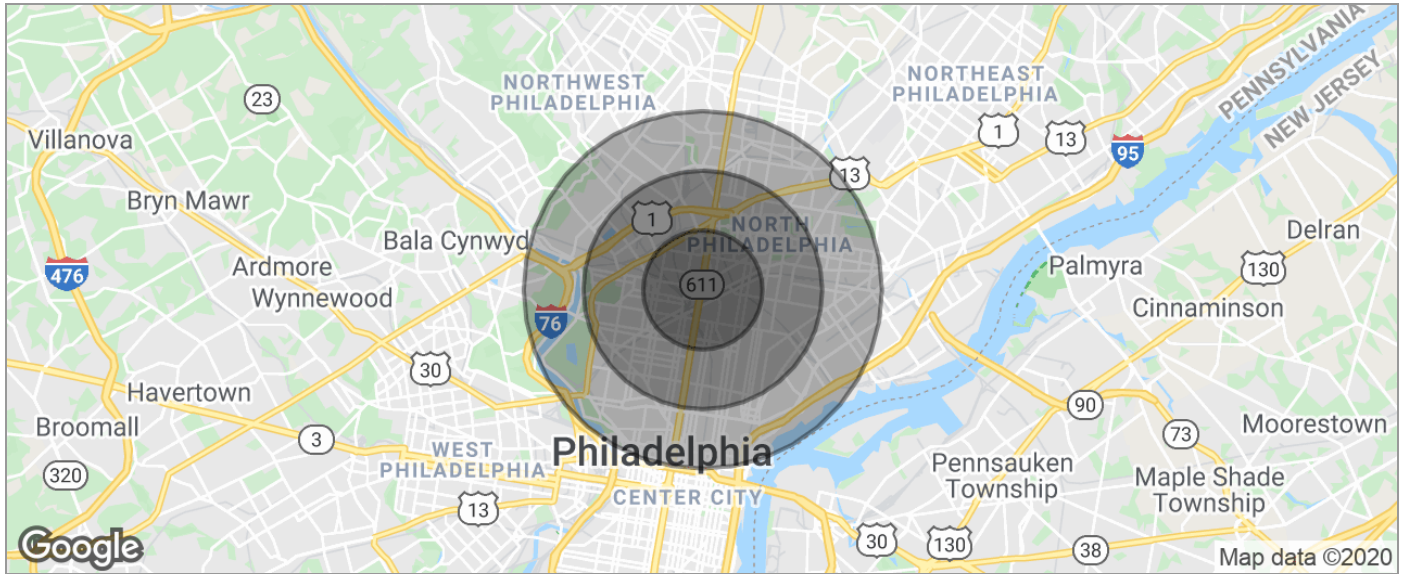 PENNSYLVANIA
NEW JERSEY
NORTHWEST
PHILADELPHIA
NORTHEAST
PHILADELPHIA
23
1
13
95
Villanova
13
Bryn Mawr
1
NORTH
PHILADELPHIA
Delran
Bala Cynwyd
476
Ardmore
Palmyra
130
611
Wynnewood
Cinnaminson
76
30
Havertown
90
Broomall
3
73
Moorestown
WEST
PHILADELPHIA
Philadelphia
320
Pennsauken
Township
Maple Shade
Township
CENTER CITY
13
30
130
38
Google
Map data ©2020